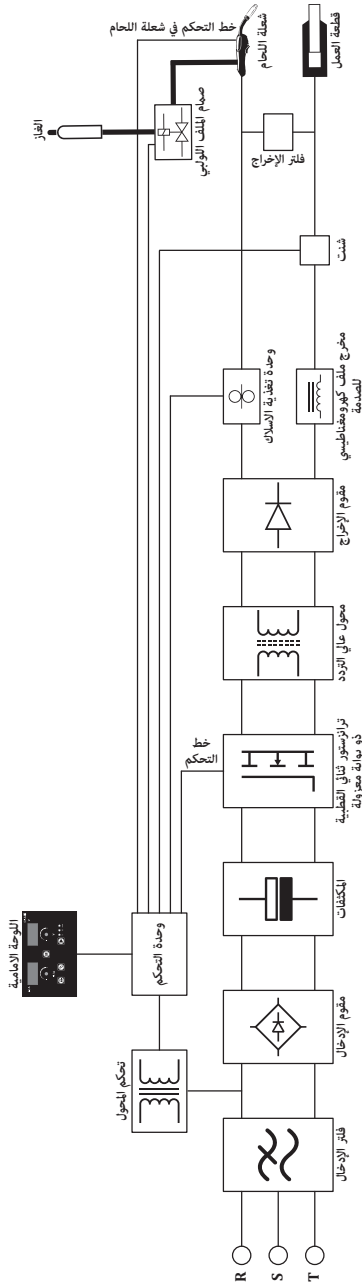 R
S
T
فلتر الإدخال
مقوم الإدخال
المكثفات
ترانزستور ثنائي القطبية
ذو بوابة معزولة
محول عالي التردد
مقوم الإخراج
وحدة تغذية الاسلاك
مخرج ملف كهرومغناطيسي
للصدمة
شنت
فلتر الإخراج
قطعة العمل
شعلة اللحام
خط التحكم في شعلة اللحام
صمام الملف اللولبي
الغاز
خط
التحكم
وحدة التحكم
تحكم المحول
اللوحة الامامية